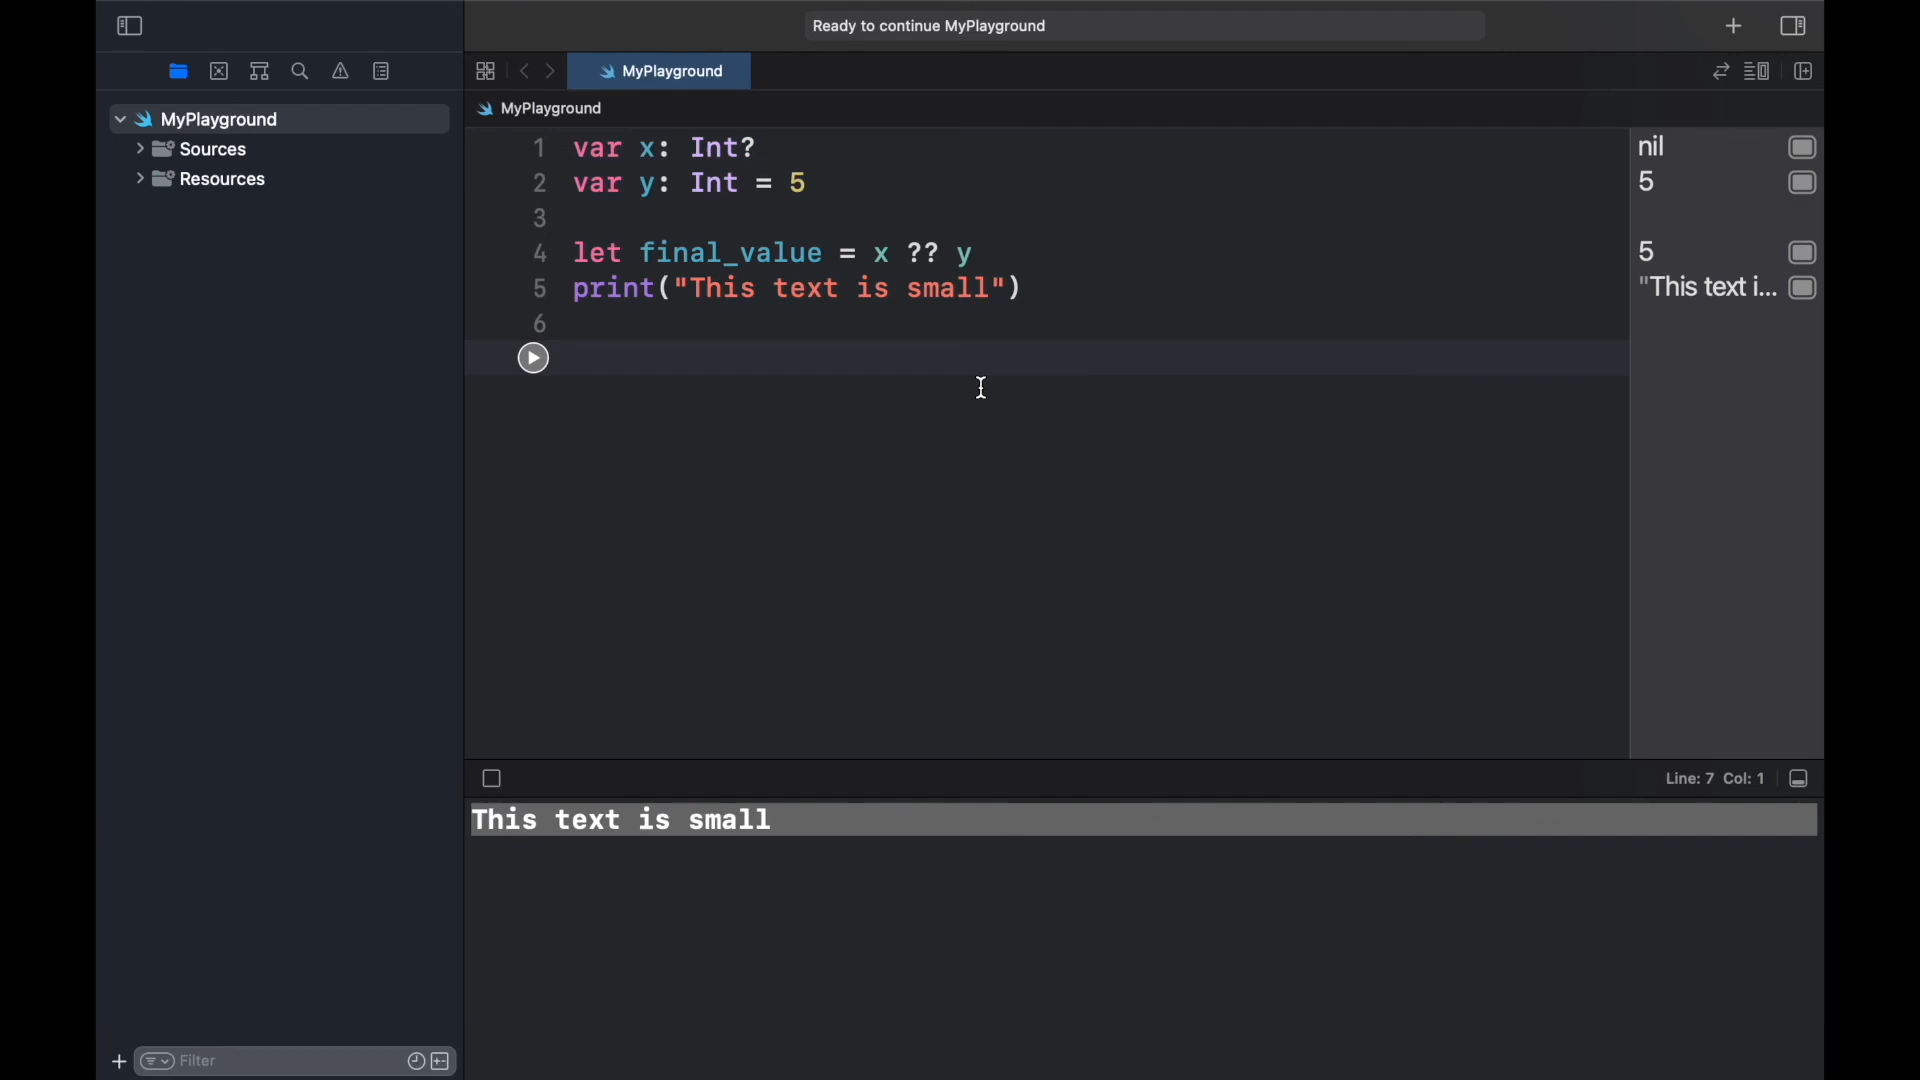 Ready to continue MyPlayground
MyPlayground
MyPlayground
MyPlayground
Sources
Resources
1 var x: Int?
nil
2 var y: Int = 5
5
3
4 let final_value = x ?? y
5
5 print("This text is small")
"This text i...
6
Line: 7 Col: 1
This text is small
Filter